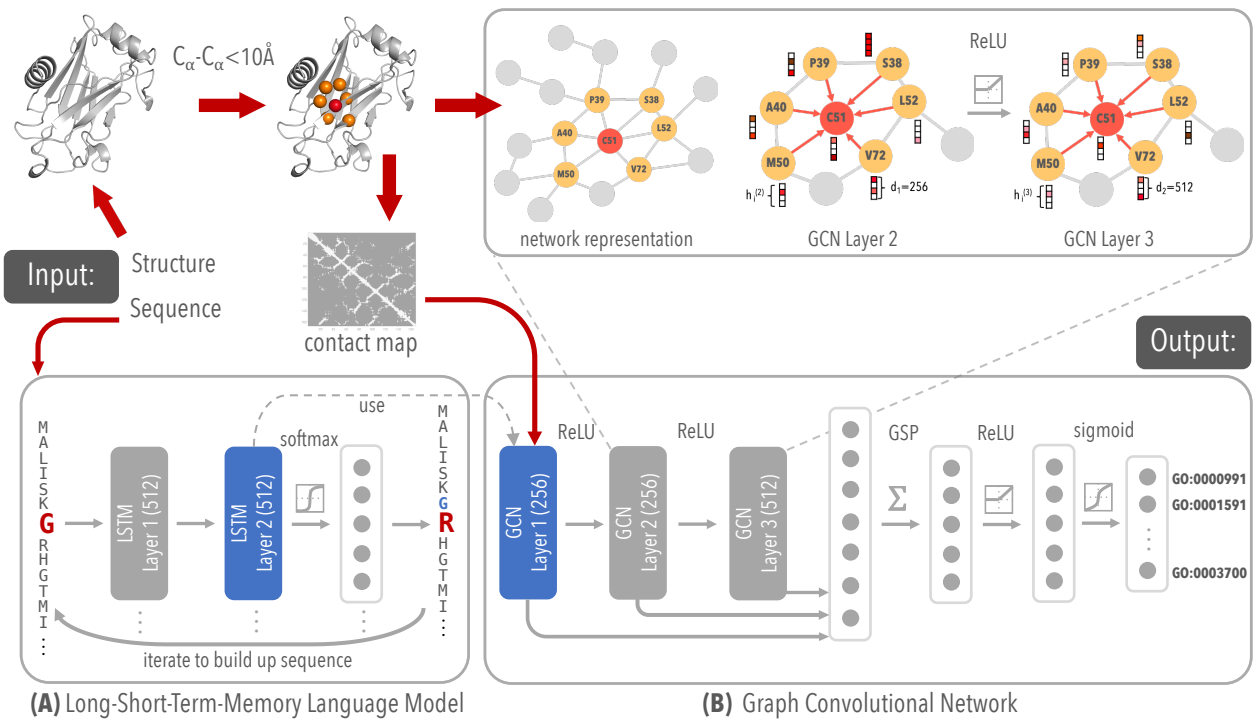 Cα-Cα<10Å
P39
S38
A40
C51
L52
M50
V72
network representation
P39
S38
A40
C51
L52
M50
V72
hi(2)
d1=256
GCN Layer 2
ReLU
P39
S38
A40
C51
L52
M50
V72
hi(3)
d2=512
GCN Layer 3
Input:
Structure
Sequence
contact map
Output:
M
A
L
I
S
K
G
R
H
G
T
M
I
⋮
LSTM
Layer 1 (512)
LSTM
Layer 2 (512)
softmax
use
M
A
L
I
S
K
G
R
H
G
T
M
I
⋮
iterate to build up sequence
GCN
Layer 1 (256)
ReLU
GCN
Layer 2 (256)
ReLU
GCN
Layer 3 (512)
GSP
Σ
ReLU
sigmoid
GO:0000991
GO:0001591
GO:0003700
(A) Long-Short-Term-Memory Language Model
(B) Graph Convolutional Network